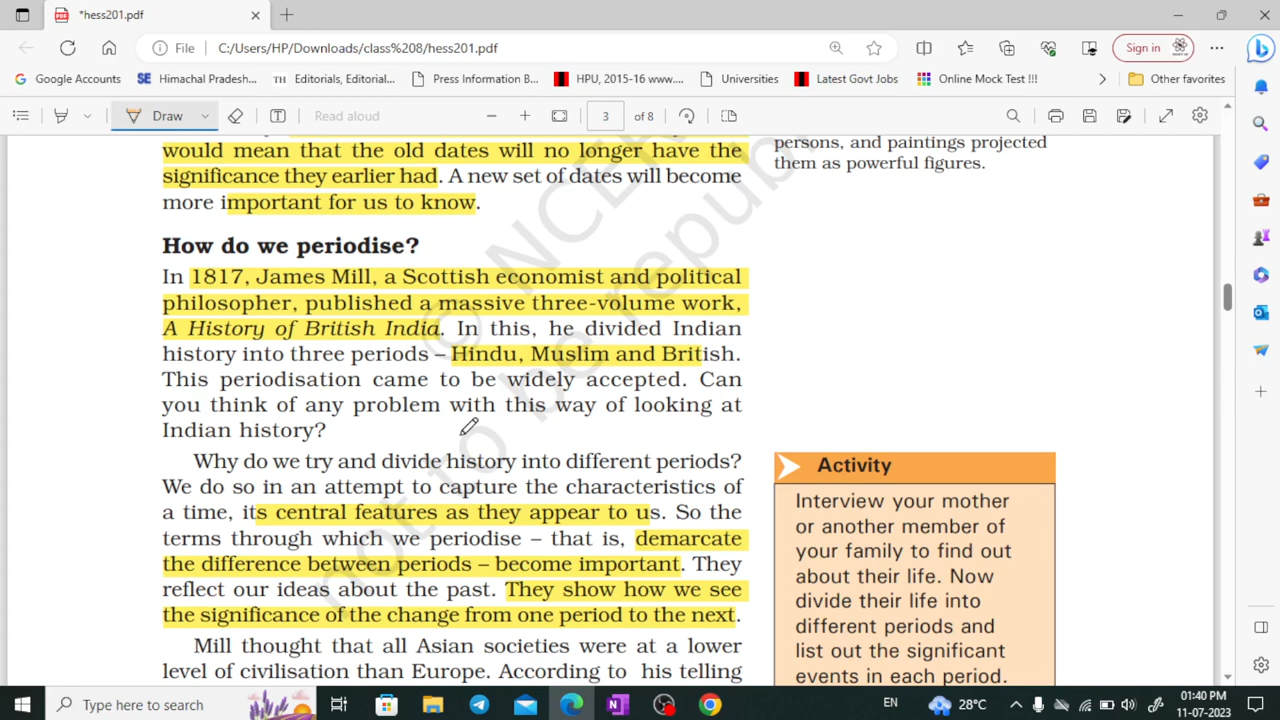 *hess201.pdf
File
C:/Users/HP/Downloads/class%208/hess201.pdf
Sign in
Google Accounts
SE Himachal Pradesh...
TH Editorials, Editorial...
Press Information B...
HPU, 2015-16 www....
Universities
Latest Govt Jobs
Online Mock Test !!!
Other favorites
Draw
Read aloud
3 of 8
would mean that the old dates will no longer have the
significance they earlier had. A new set of dates will become
more important for us to know.
persons, and paintings projected
them as powerful figures.
How do we periodise?
In 1817, James Mill, a Scottish economist and political
philosopher, published a massive three-volume work,
A History of British India. In this, he divided Indian
history into three periods – Hindu, Muslim and British.
This periodisation came to be widely accepted. Can
you think of any problem with this way of looking at
Indian history?
Why do we try and divide history into different periods?
We do so in an attempt to capture the characteristics of
a time, its central features as they appear to us. So the
terms through which we periodise – that is, demarcate
the difference between periods – become important. They
reflect our ideas about the past. They show how we see
the significance of the change from one period to the next.
Mill thought that all Asian societies were at a lower
level of civilisation than Europe. According to his telling
Activity
Interview your mother
or another member of
your family to find out
about their life. Now
divide their life into
different periods and
list out the significant
events in each period.
© NCER
not to be republ
Type here to search
EN
28°C
01:40 PM
11-07-2023